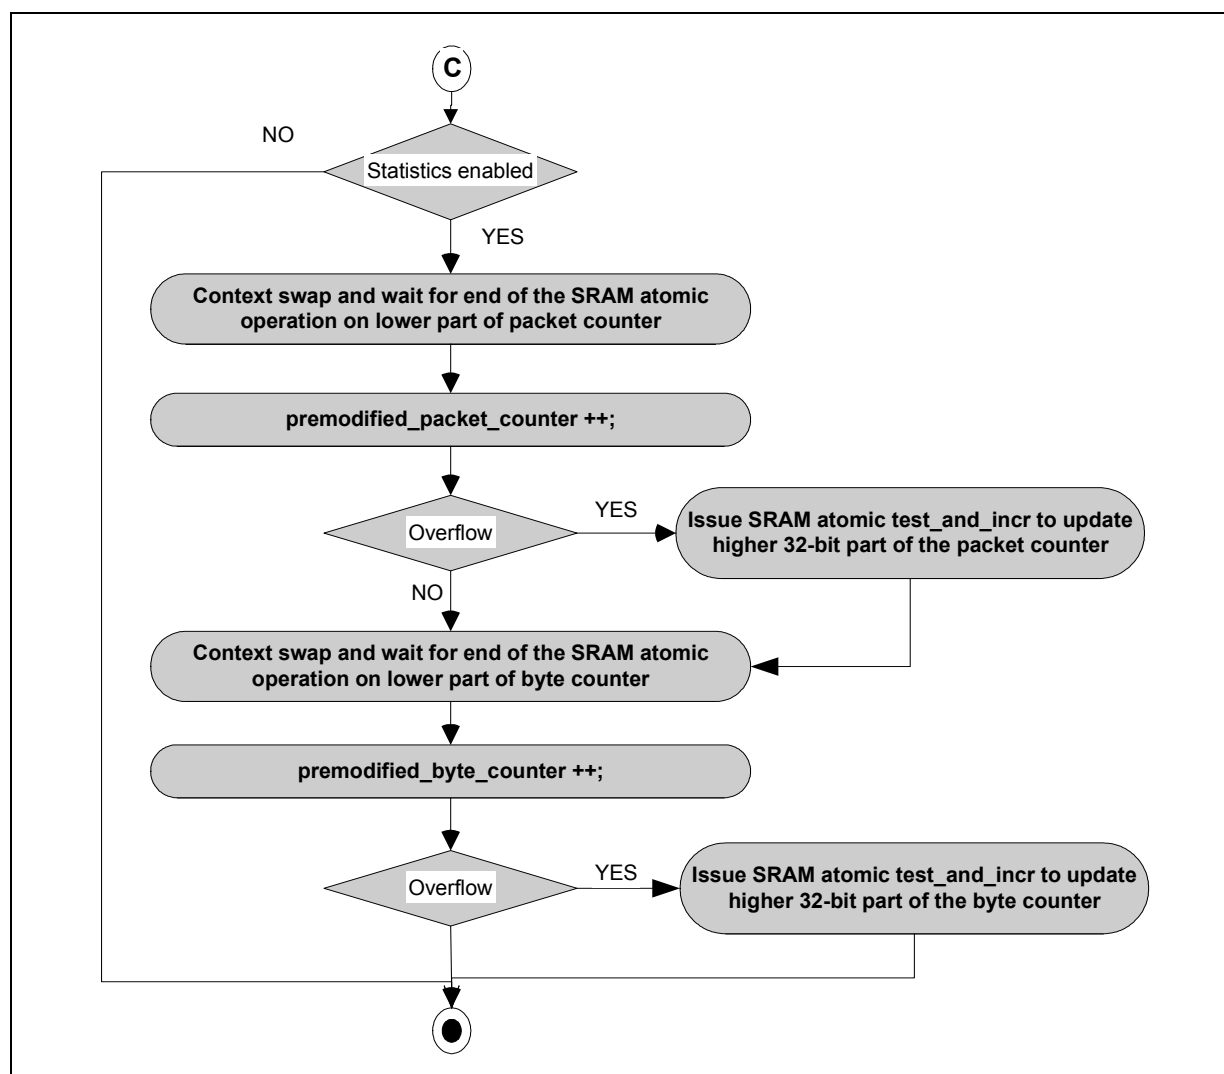 C
NO
Statistics enabled
YES
Context swap and wait for end of the SRAM atomic
operation on lower part of packet counter
premodified_packet_counter ++;
Overflow
YES
Issue SRAM atomic test_and_incr to update
higher 32-bit part of the packet counter
NO
Context swap and wait for end of the SRAM atomic
operation on lower part of byte counter
premodified_byte_counter ++;
Overflow
YES
Issue SRAM atomic test_and_incr to update
higher 32-bit part of the byte counter